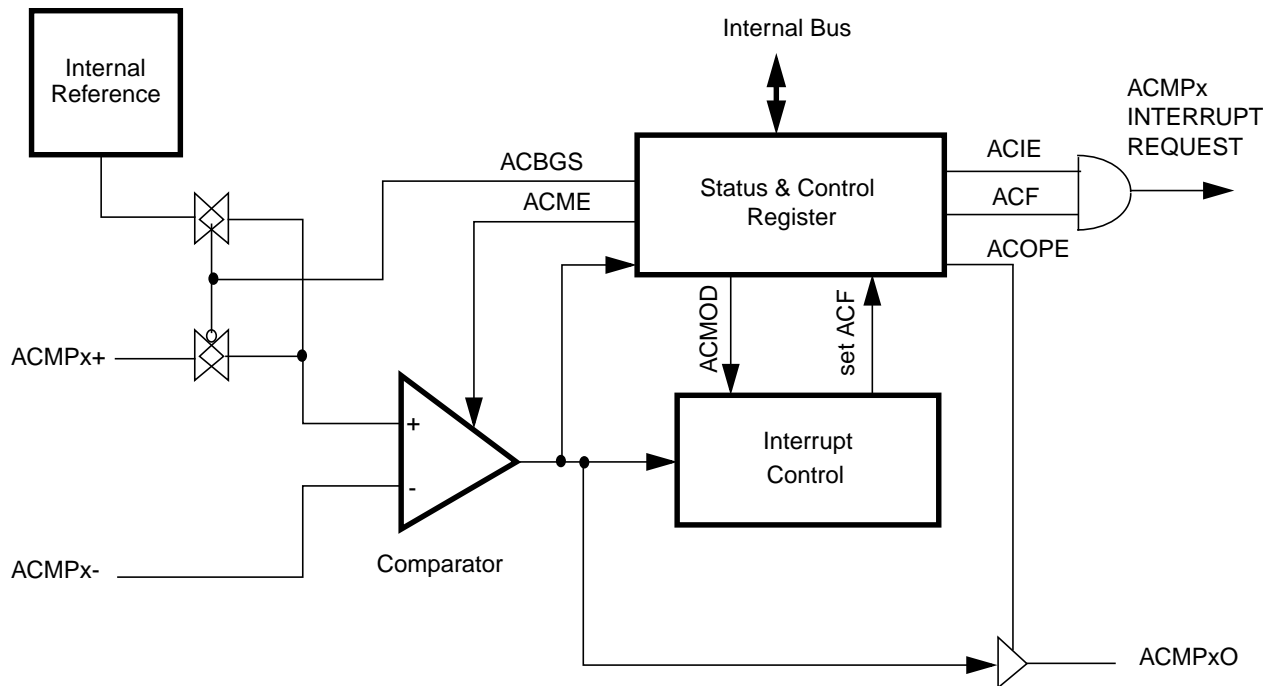 Internal Bus
Internal
Reference
ACMPx
INTERRUPT
REQUEST
ACBGS
ACME
Status & Control
Register
ACIE
ACF
ACOPE
ACMOD
set ACF
ACMPx+
+
-
Interrupt
Control
Comparator
ACMPx-
ACMPxO